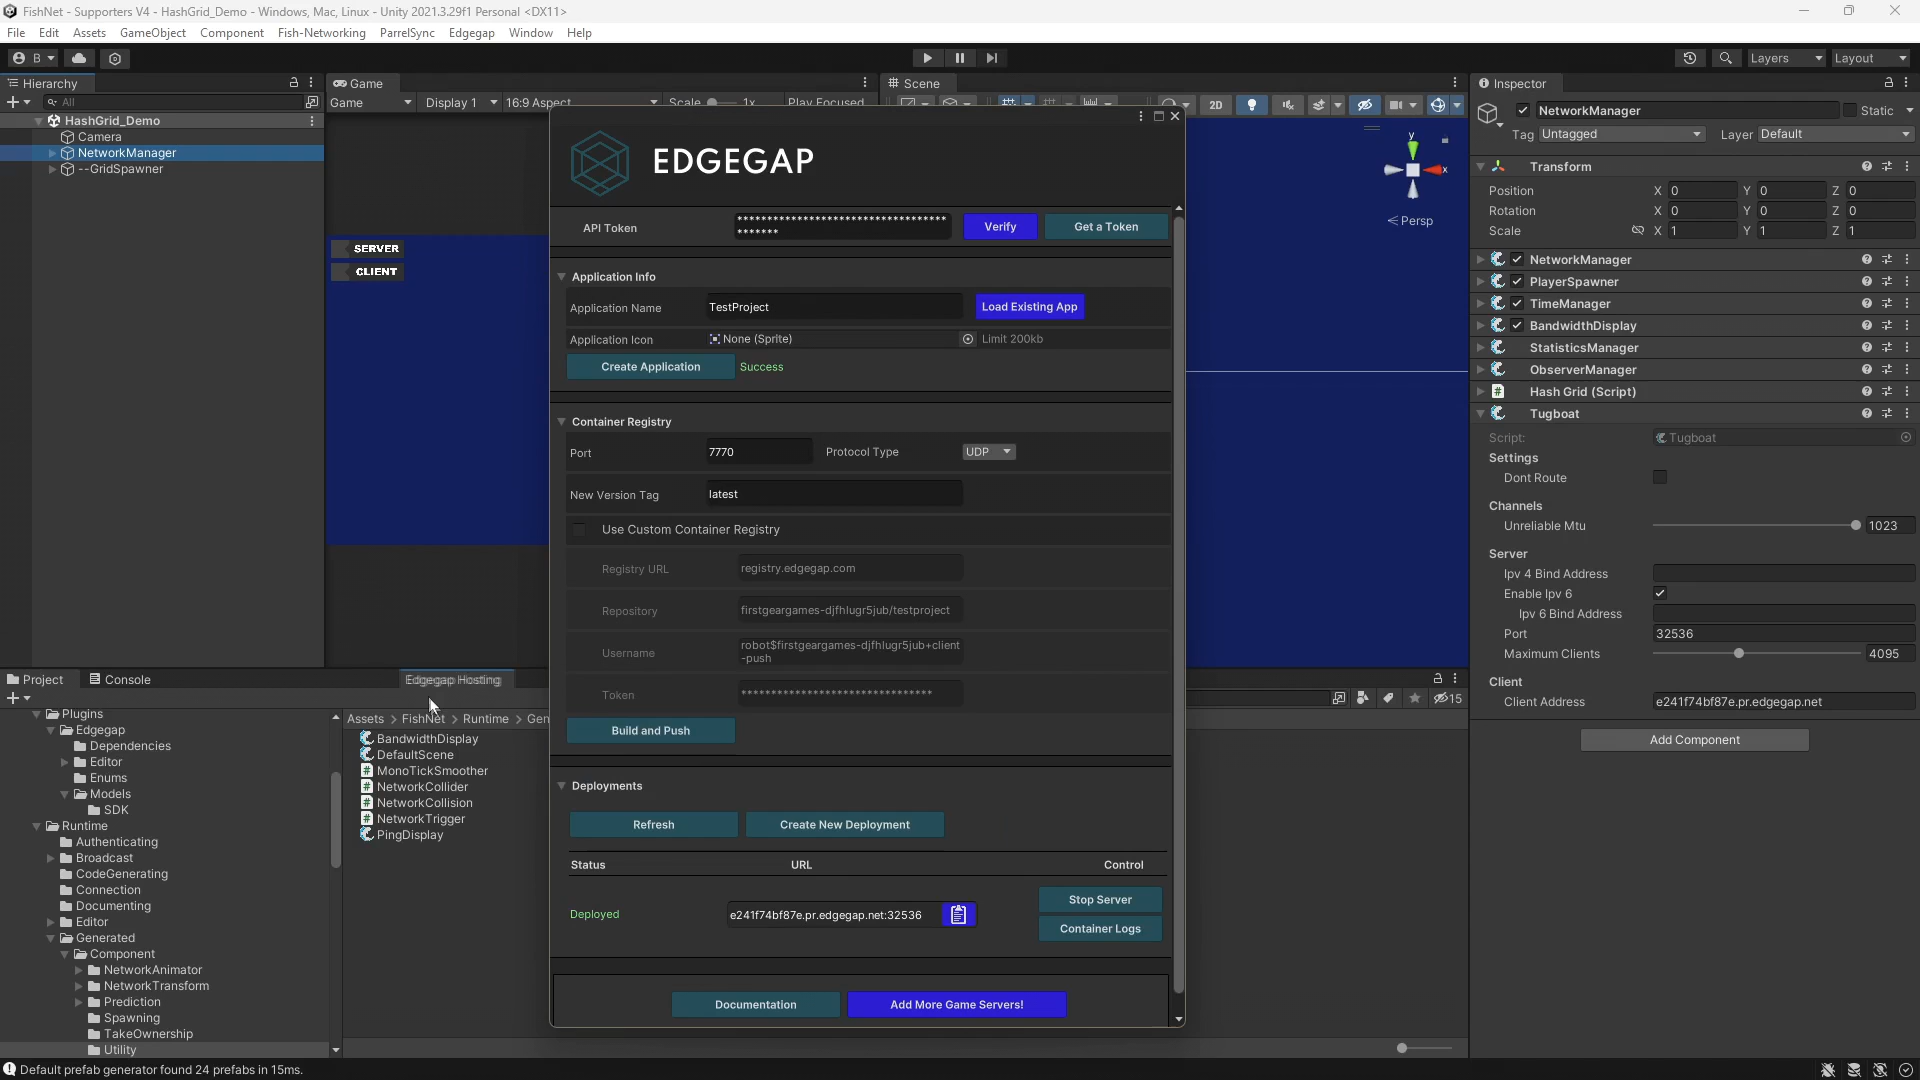 FishNet - Supporters V4 - HashGrid_Demo - Windows, Mac, Linux - Unity 2021.3.29f1 Personal <DX11>
File Edit Assets GameObject Component Fish-Networking ParrelSync Edgegap Window Help
B Layers Layout
Hierarchy
All
HashGrid_Demo
Camera
NetworkManager
--GridSpawner
Game
Game Display 1 16:9 Aspect Scale 1x Play Focused
SERVER
CLIENT
Scene
2D
y
x
< Persp
EDGEGAP
API Token ***********************************
*******
Verify Get a Token
Application Info
Application Name TestProject Load Existing App
Application Icon None (Sprite) Limit 200kb
Create Application Success
Container Registry
Port 7770 Protocol Type UDP
New Version Tag latest
Use Custom Container Registry
Registry URL registry.edgegap.com
Repository firstgeargames-djfhlugr5jub/testproject
Username robot$firstgeargames-djfhlugr5jub+client
-push
Token ********************************
Build and Push
Deployments
Refresh Create New Deployment
Status URL Control
Deployed e241f74bf87e.pr.edgegap.net:32536 Stop Server
Container Logs
Documentation Add More Game Servers!
Inspector
NetworkManager Static
Tag Untagged Layer Default
Transform
Position X 0 Y 0 Z 0
Rotation X 0 Y 0 Z 0
Scale X 1 Y 1 Z 1
NetworkManager
PlayerSpawner
TimeManager
BandwidthDisplay
StatisticsManager
ObserverManager
Hash Grid (Script)
Tugboat
Script: Tugboat
Settings
Dont Route
Channels
Unreliable Mtu 1023
Server
Ipv 4 Bind Address
Enable Ipv 6
Ipv 6 Bind Address
Port 32536
Maximum Clients 4095
Client
Client Address e241f74bf87e.pr.edgegap.net
Add Component
Project Console Edgegap Hosting
15
Plugins
Edgegap
Dependencies
Editor
Enums
Models
SDK
Runtime
Authenticating
Broadcast
CodeGenerating
Connection
Documenting
Editor
Generated
Component
NetworkAnimator
NetworkTransform
Prediction
Spawning
TakeOwnership
Utility
Assets > FishNet > Runtime > Gen
BandwidthDisplay
DefaultScene
MonoTickSmoother
NetworkCollider
NetworkCollision
NetworkTrigger
PingDisplay
Default prefab generator found 24 prefabs in 15ms.